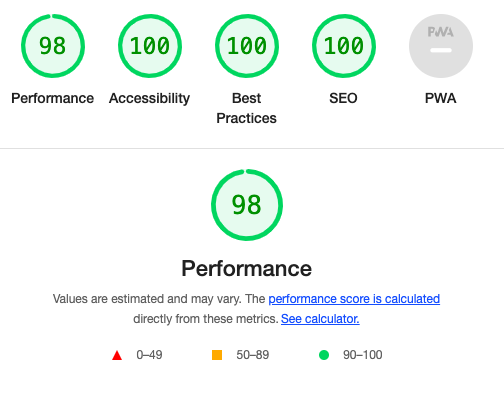 98 100 100 100 PWA
Performance Accessibility Best Practices SEO PWA
98
Performance
Values are estimated and may vary. The performance score is calculated
directly from these metrics. See calculator.
0–49 50–89 90–100